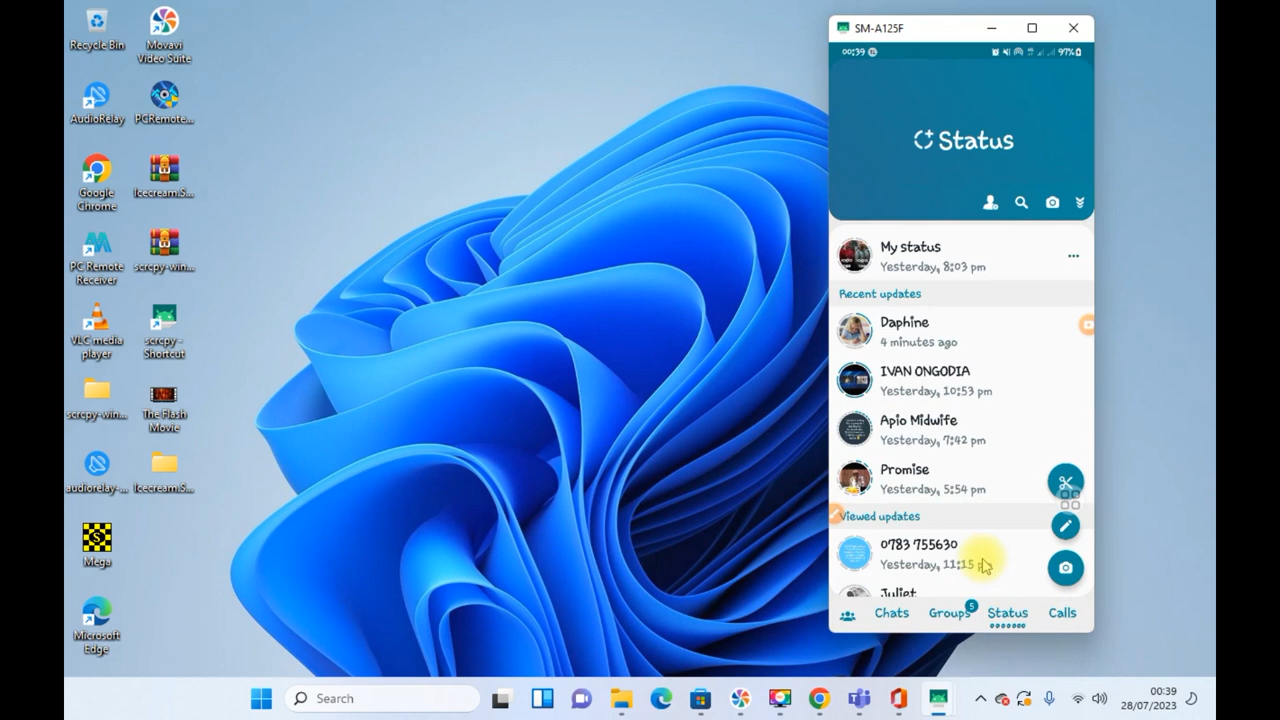 Recycle Bin
Movavi
Video Suite
AudioRelay
PCRemote...
Google
Chrome
Icecream.S...
PC Remote
Receiver
scrcpy-win...
VLC media
player
scrcpy -
Shortcut
scrcpy-win...
The Flash
Movie
audiorelay-...
Icecream.S...
Mega
Microsoft
Edge
SM-A125F
00:39
97%
Status
My status
Yesterday, 8:03 pm
Recent updates
Daphine
4 minutes ago
IVAN ONGODIA
Yesterday, 10:53 pm
Apio Midwife
Yesterday, 7:42 pm
Promise
Yesterday, 5:54 pm
Viewed updates
0783 755630
Yesterday, 11:15
Juliet
Chats
Groups
5
Status
Calls
Search
00:39
28/07/2023